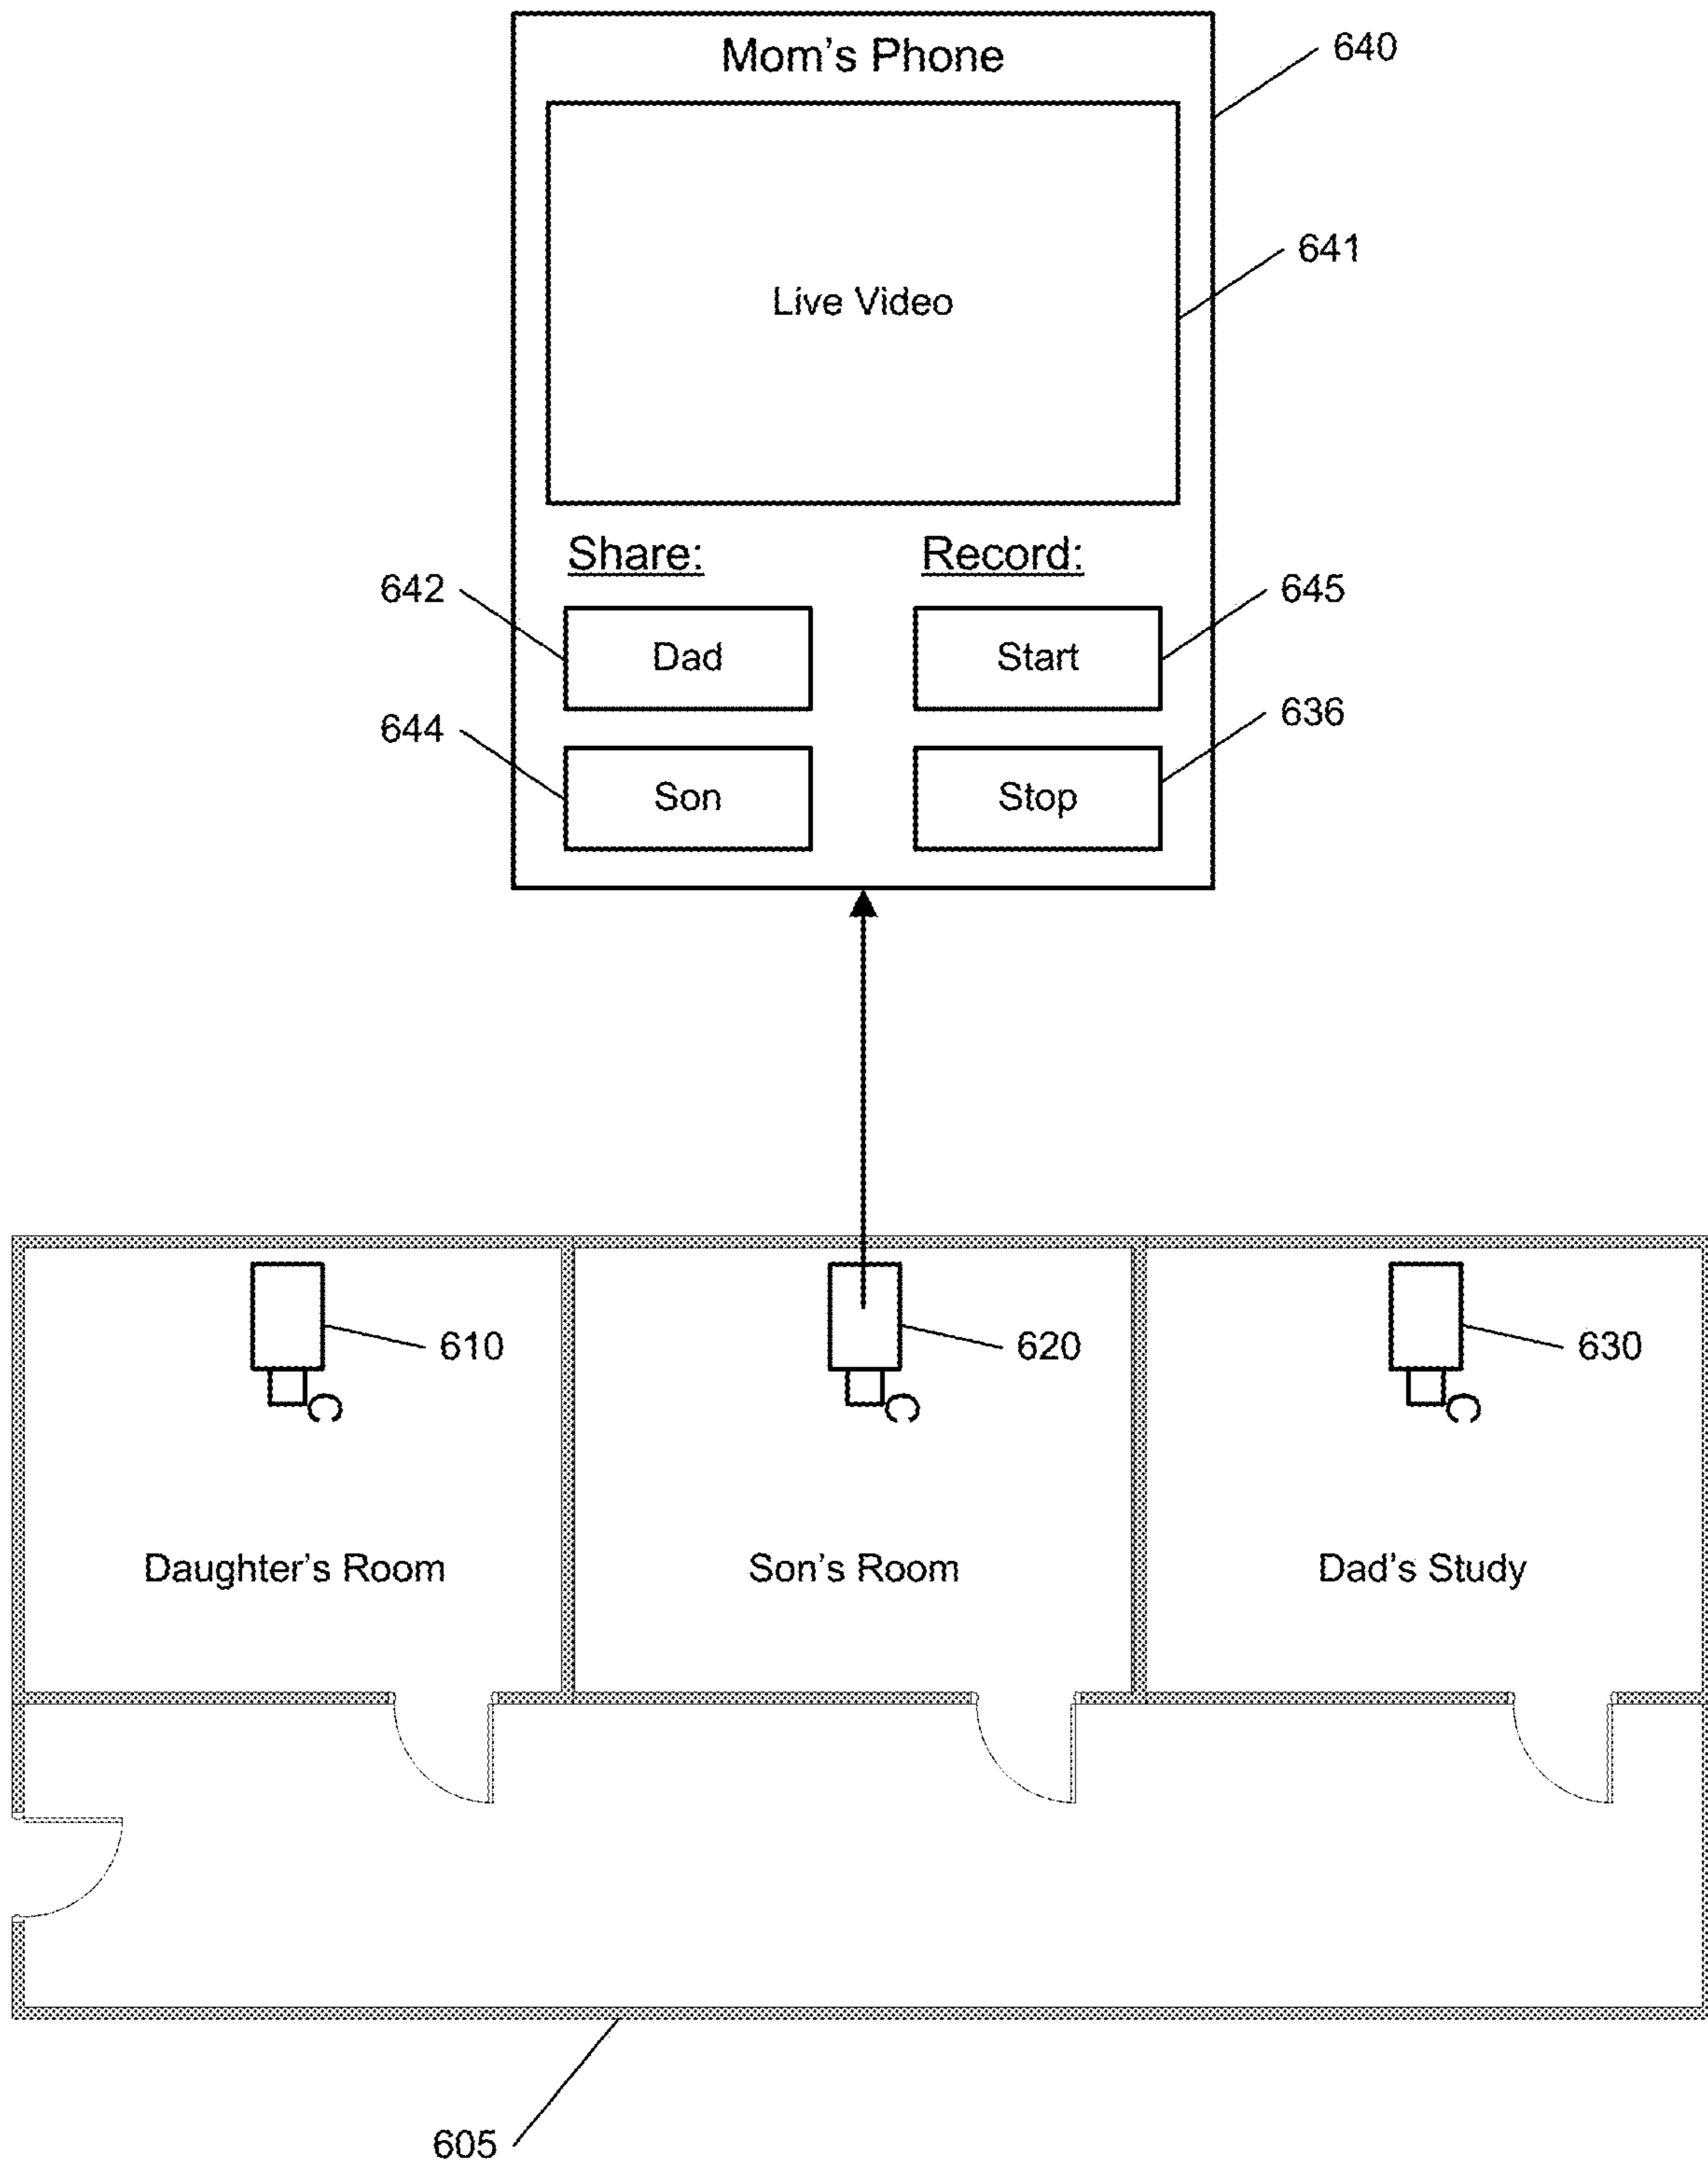 Mom's Phone
640
Live Video
641
Share:
Record:
642
Dad
Start
645
644
Son
Stop
636
610
620
630
Daughter's Room
Son's Room
Dad's Study
605